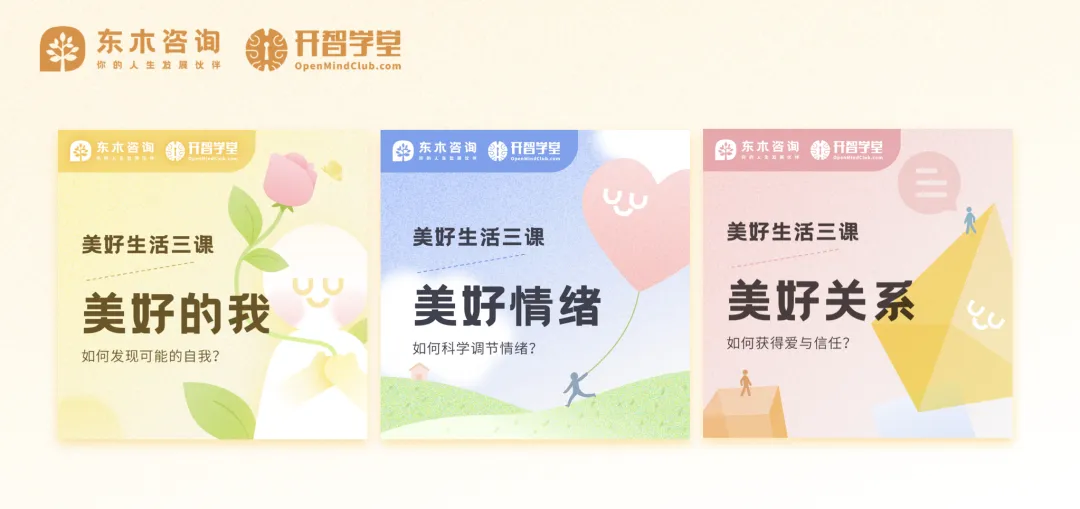 东木咨询
你的人生发展伙伴
开智学堂
OpenMindClub.com
东木咨询
你的人生发展伙伴
开智学堂
OpenMindClub.com
美好生活三课
美好的我
如何发现可能的自我?
东木咨询
你的人生发展伙伴
开智学堂
OpenMindClub.com
美好生活三课
美好情绪
如何科学调节情绪?
东木咨询
你的人生发展伙伴
开智学堂
OpenMindClub.com
美好生活三课
美好关系
如何获得爱与信任?